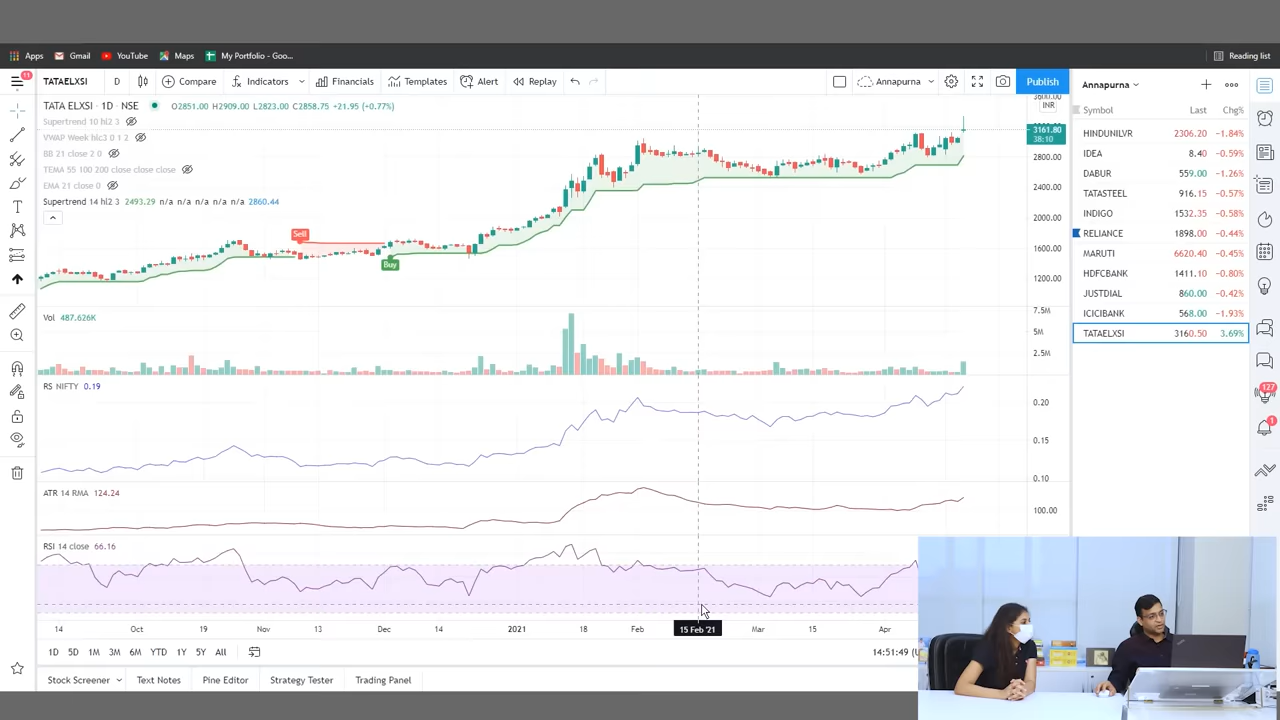 Apps Gmail YouTube Maps My Portfolio - Goo... Reading list
11
TATAELXSI D Compare Indicators Financials Templates Alert Replay Annapurna Publish
TATA ELXSI · 1D · NSE O2851.00 H2909.00 L2823.00 C2858.75 +21.95 (+0.77%)
Supertrend 10 hl2 3
VWAP Week hlc3 0 1 2
BB 21 close 2 0
TEMA 55 100 200 close close close
EMA 21 close 0
Supertrend 14 hl2 3 2493.29 n/a n/a n/a n/a n/a 2860.44
Sell
Buy
3600.00
INR
3161.80
38:10
2800.00
2400.00
2000.00
1600.00
1200.00
Vol 487.626K
7.5M
5M
2.5M
RS NIFTY 0.19
0.20
0.15
0.10
ATR 14 RMA 124.24
100.00
RSI 14 close 66.16
14 Oct 19 Nov 13 Dec 14 2021 18 Feb 15 Feb '21 Mar 15 Apr
1D 5D 1M 3M 6M YTD 1Y 5Y All
14:51:49 (U
Stock Screener Text Notes Pine Editor Strategy Tester Trading Panel
Annapurna
Symbol Last Chg%
HINDUNILVR 2306.20 −1.84%
IDEA 8.40 −0.59%
DABUR 559.00 −1.26%
TATASTEEL 916.15 −0.57%
INDIGO 1532.35 −0.58%
RELIANCE 1898.00 −0.44%
MARUTI 6620.40 −0.45%
HDFCBANK 1411.10 −0.80%
JUSTDIAL 860.00 −0.42%
ICICIBANK 568.00 −1.93%
TATAELXSI 3160.50 3.69%
127
1